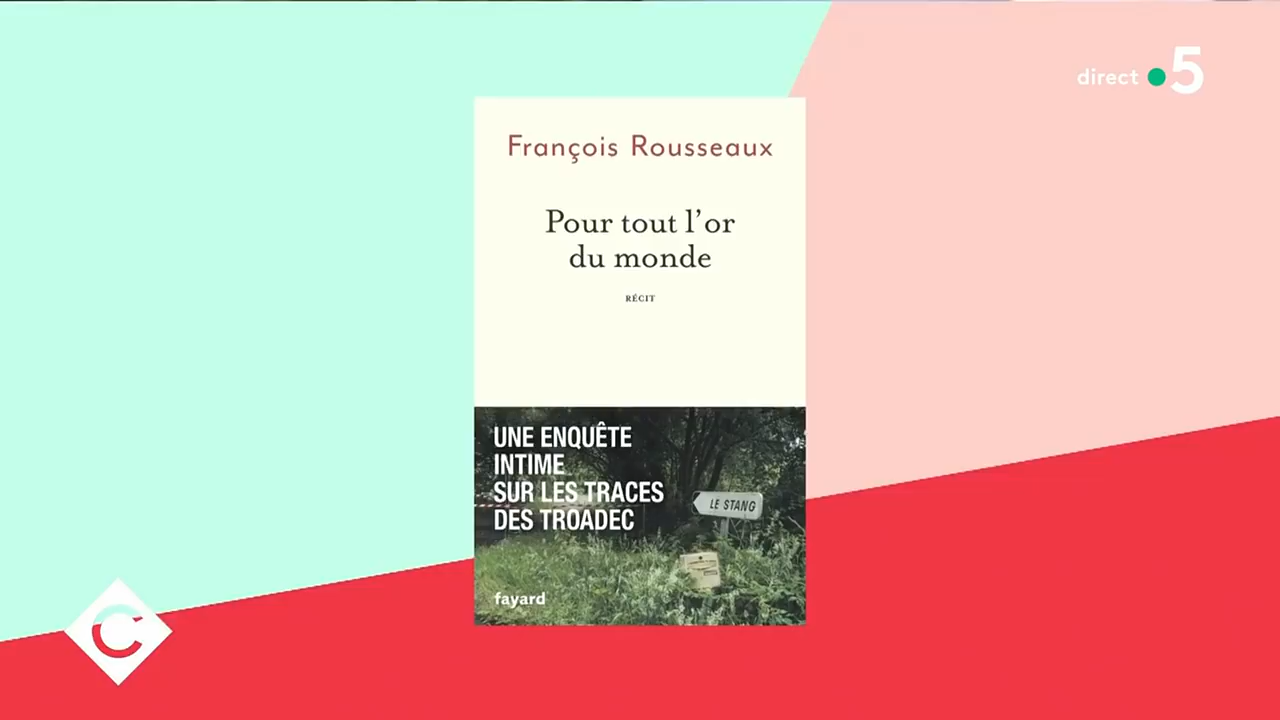 direct 5
François Rousseaux
Pour tout l'or
du monde
RÉCIT
UNE ENQUÊTE
INTIME
SUR LES TRACES
DES TROADEC
LE STANG
fayard
C